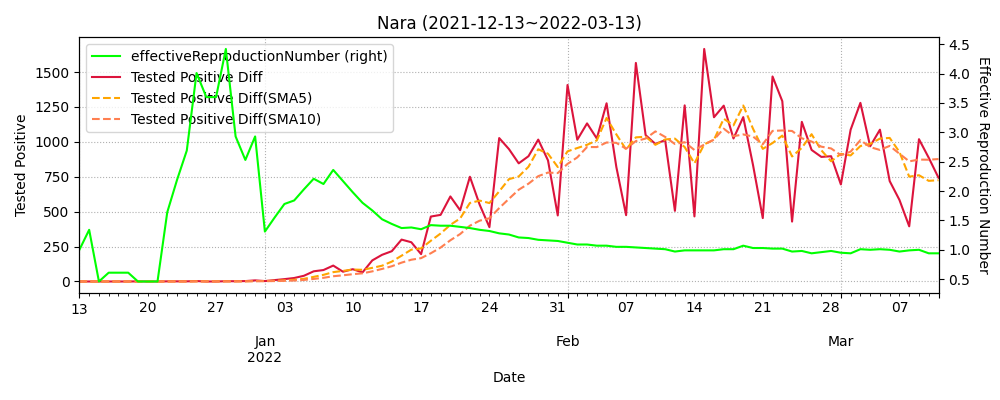 Nara (2021-12-13~2022-03-13)
effectiveReproductionNumber (right)
Tested Positive Diff
Tested Positive Diff(SMA5)
Tested Positive Diff(SMA10)
Tested Positive
1500
1250
1000
750
500
250
0
4.5
4.0
3.5
3.0
2.5
2.0
1.5
1.0
0.5
Effective Reproduction Number
13 20 27 03 10 17 24 31 07 14 21 28 07
Jan Feb Mar
2022
Date